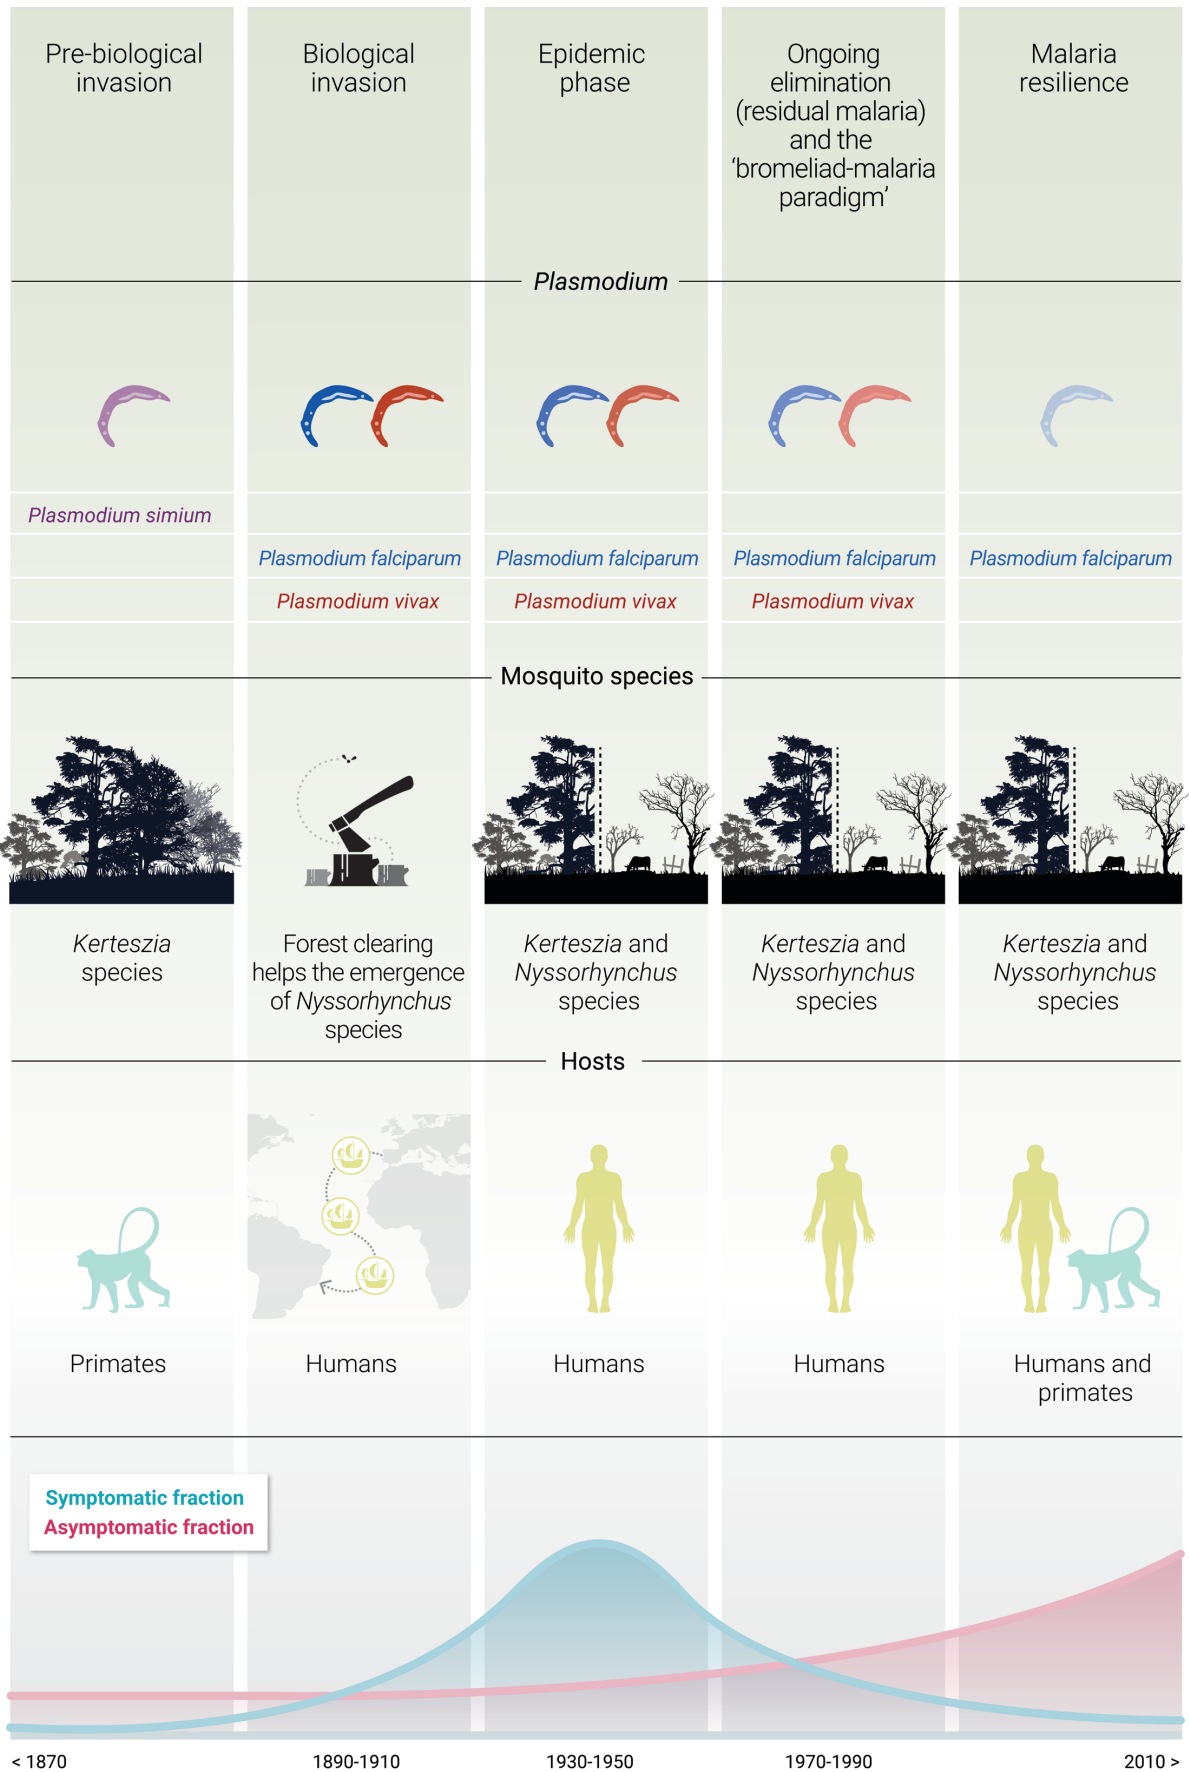 Pre-biological
invasion
Biological
invasion
Epidemic
phase
Ongoing
elimination
(residual malaria)
and the
‘bromeliad-malaria
paradigm’
Malaria
resilience
Plasmodium
Plasmodium simium
Plasmodium falciparum
Plasmodium falciparum
Plasmodium falciparum
Plasmodium falciparum
Plasmodium vivax
Plasmodium vivax
Plasmodium vivax
Mosquito species
Kerteszia
species
Forest clearing
helps the emergence
of Nyssorhynchus
species
Kerteszia and
Nyssorhynchus
species
Kerteszia and
Nyssorhynchus
species
Kerteszia and
Nyssorhynchus
species
Hosts
Primates
Humans
Humans
Humans
Humans and
primates
Symptomatic fraction
Asymptomatic fraction
< 1870
1890-1910
1930-1950
1970-1990
2010 >